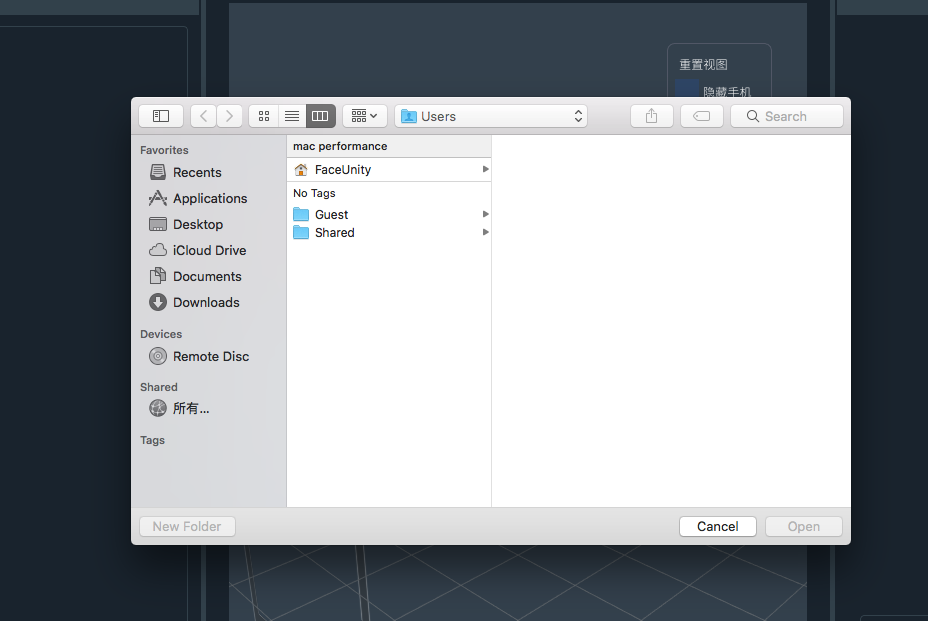 重置视图
隐藏手机
Users
Search
Favorites
Recents
Applications
Desktop
iCloud Drive
Documents
Downloads
Devices
Remote Disc
Shared
所有...
Tags
mac performance
FaceUnity
No Tags
Guest
Shared
New Folder
Cancel
Open